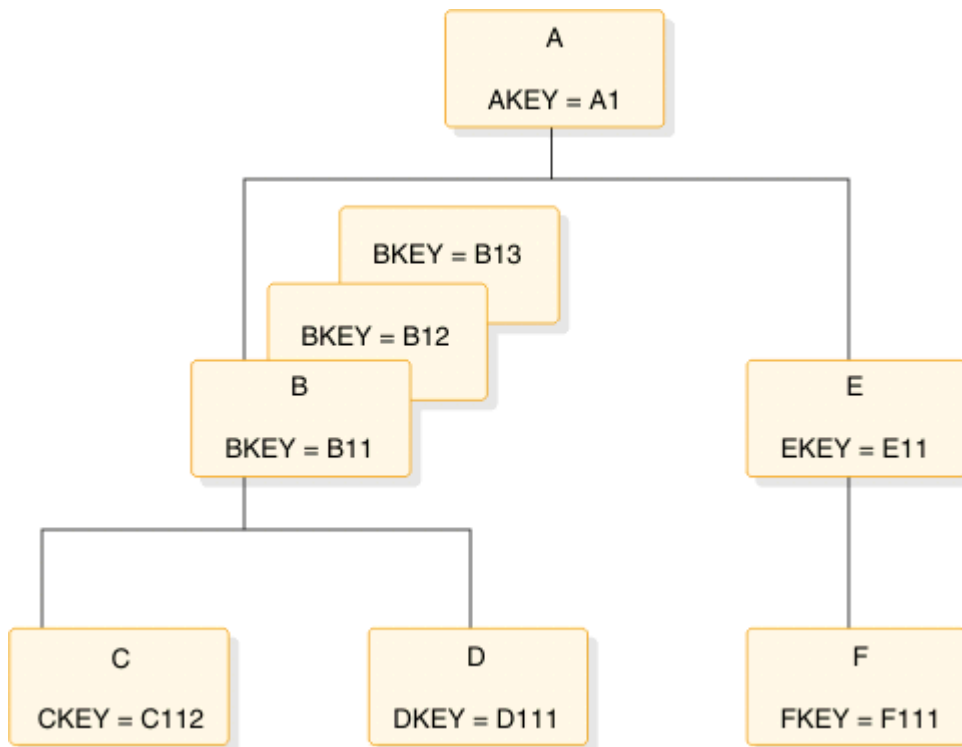 A
AKEY = A1
BKEY = B13
BKEY = B12
B
BKEY = B11
E
EKEY = E11
C
CKEY = C112
D
DKEY = D111
F
FKEY = F111